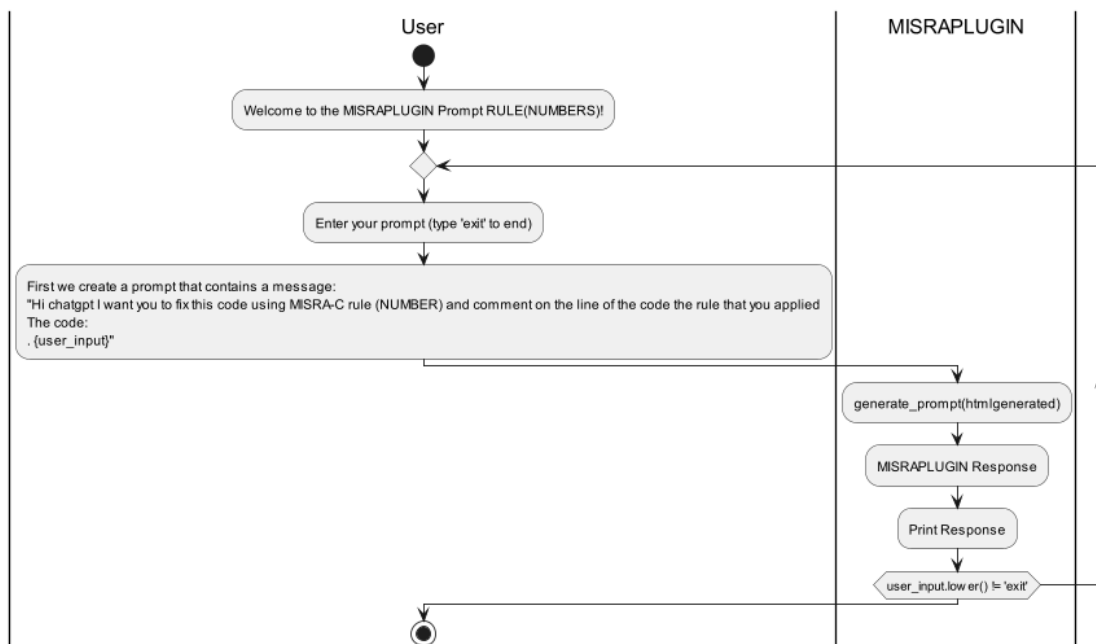 User
MISRAPLUGIN
Welcome to the MISRAPLUGIN Prompt RULE(NUMBERS)!
Enter your prompt (type 'exit' to end)
First we create a prompt that contains a message:
"Hi chatgpt I want you to fix this code using MISRA-C rule (NUMBER) and comment on the line of the code the rule that you applied
The code:
. {user_input}"
generate_prompt(htmlgenerated)
MISRAPLUGIN Response
Print Response
user_input.lower() != 'exit'